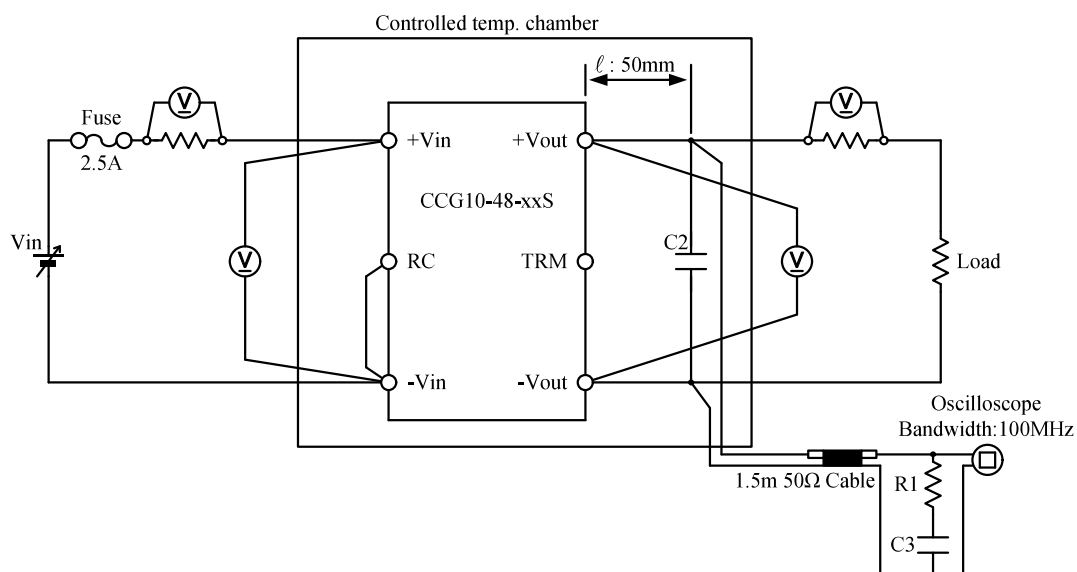 Controlled temp. chamber
ℓ : 50mm
V
V
Fuse
2.5A
+Vin
+Vout
CCG10-48-xxS
Vin
V
RC
TRM
C2
V
Load
-Vin
-Vout
Oscilloscope
Bandwidth:100MHz
1.5m 50Ω Cable
R1
C3